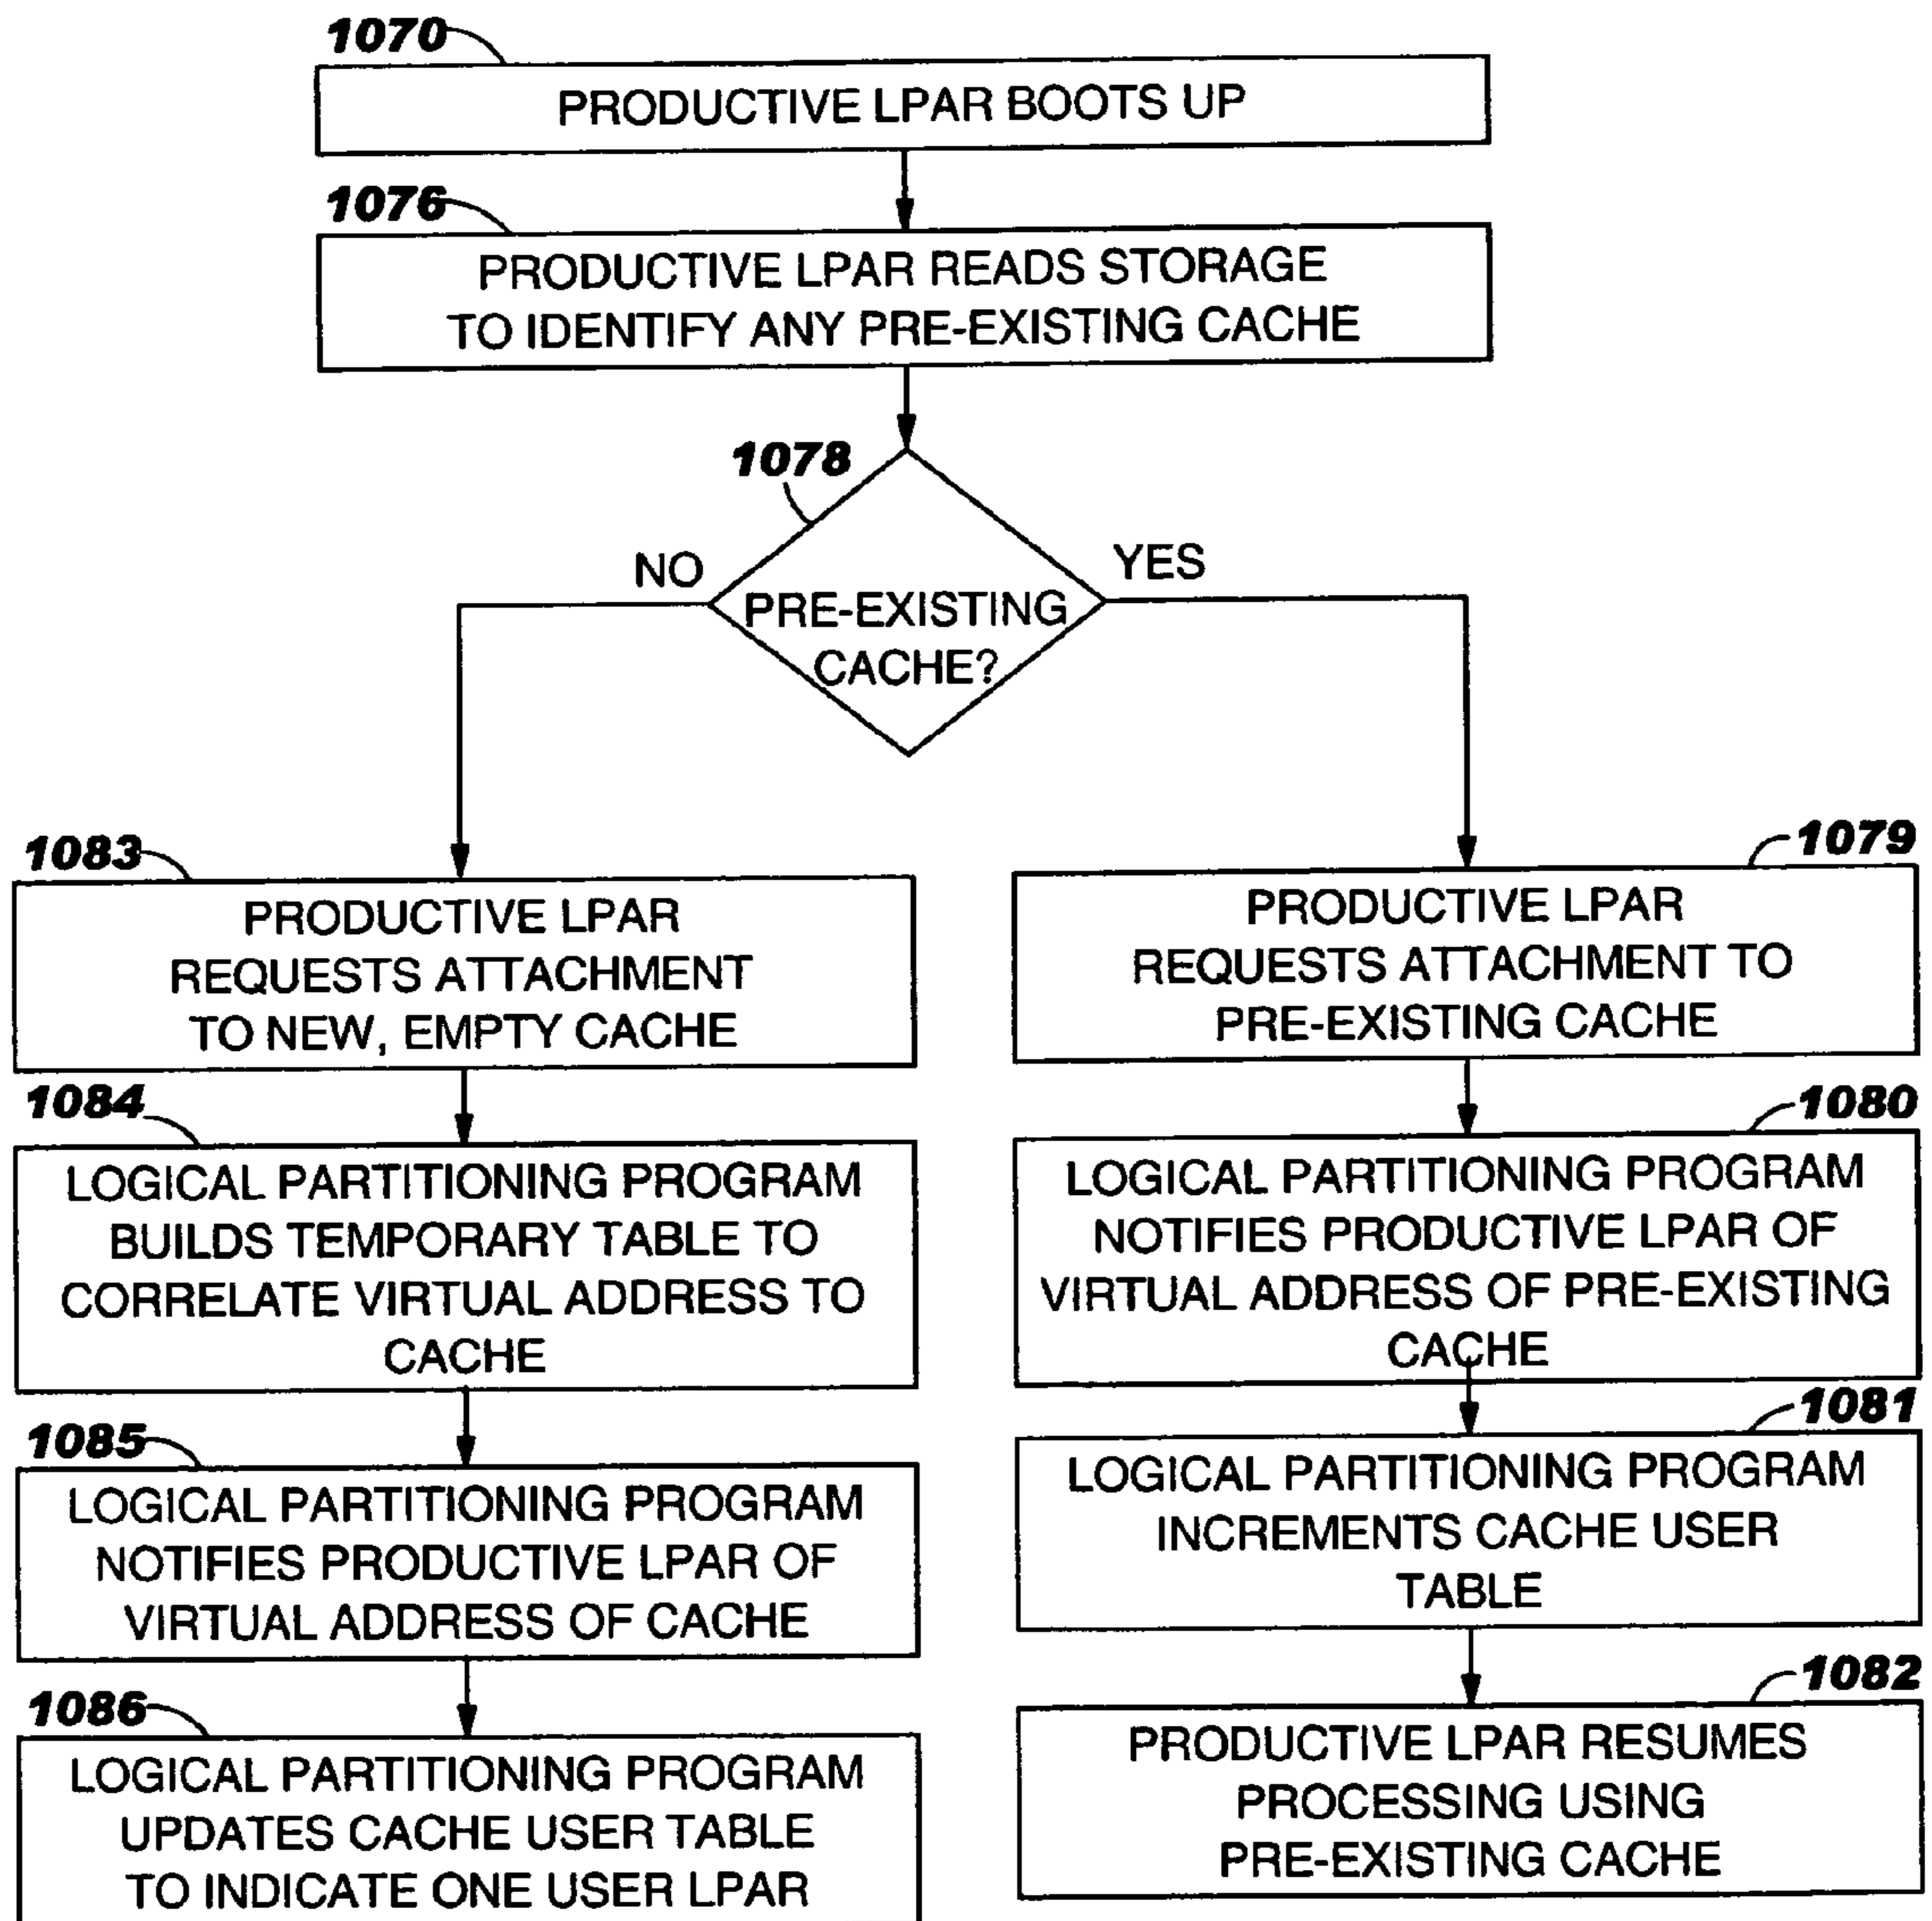 1070
PRODUCTIVE LPAR BOOTS UP
1076
PRODUCTIVE LPAR READS STORAGE
TO IDENTIFY ANY PRE-EXISTING CACHE
1078
NO
YES
PRE-EXISTING
CACHE?
1083
PRODUCTIVE LPAR
REQUESTS ATTACHMENT
TO NEW, EMPTY CACHE
1084
LOGICAL PARTITIONING PROGRAM
BUILDS TEMPORARY TABLE TO
CORRELATE VIRTUAL ADDRESS TO
CACHE
1085
LOGICAL PARTITIONING PROGRAM
NOTIFIES PRODUCTIVE LPAR OF
VIRTUAL ADDRESS OF CACHE
1086
LOGICAL PARTITIONING PROGRAM
UPDATES CACHE USER TABLE
TO INDICATE ONE USER LPAR
1079
PRODUCTIVE LPAR
REQUESTS ATTACHMENT TO
PRE-EXISTING CACHE
1080
LOGICAL PARTITIONING PROGRAM
NOTIFIES PRODUCTIVE LPAR OF
VIRTUAL ADDRESS OF PRE-EXISTING
CACHE
1081
LOGICAL PARTITIONING PROGRAM
INCREMENTS CACHE USER
TABLE
1082
PRODUCTIVE LPAR RESUMES
PROCESSING USING
PRE-EXISTING CACHE